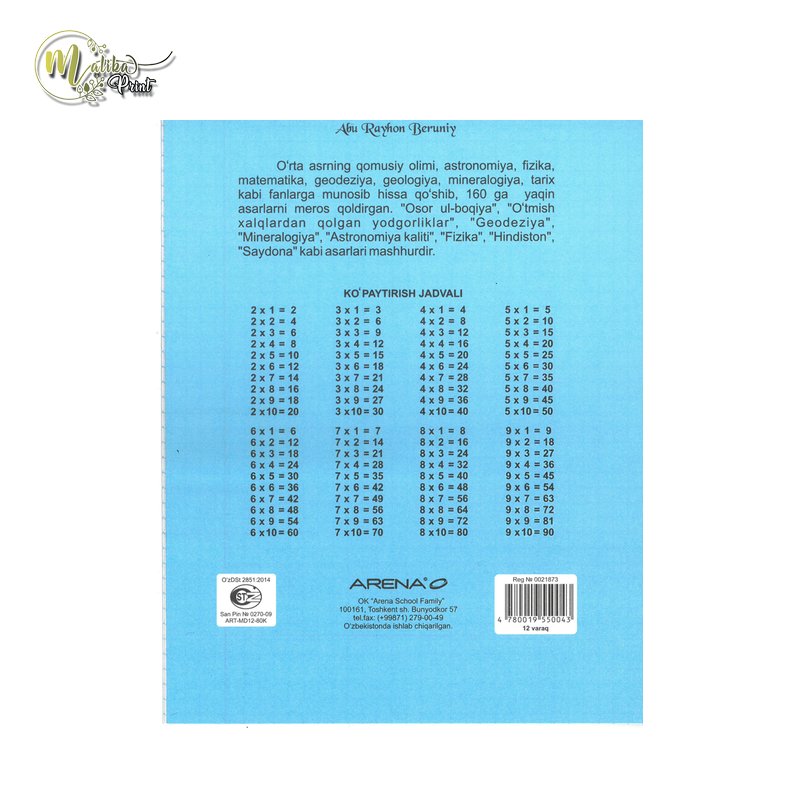 Maliba
Print
Abu Rayhon Beruniy
O'rta asrning qomusiy olimi, astronomiya, fizika,
matematika, geodeziya, geologiya, mineralogiya, tarix
kabi fanlarga munosib hissa qo'shib, 160 ga yaqin
asarlarni meros qoldirgan. "Osor ul-boqiya", "O'tmish
xalqlardan qolgan yodgorliklar", "Geodeziya",
"Mineralogiya", "Astronomiya kaliti", "Fizika", "Hindiston",
"Saydona" kabi asarlari mashhurdir.
KO'PAYTIRISH JADVALI
2 x 1 = 2 3 x 1 = 3 4 x 1 = 4 5 x 1 = 5
2 x 2 = 4 3 x 2 = 6 4 x 2 = 8 5 x 2 = 10
2 x 3 = 6 3 x 3 = 9 4 x 3 = 12 5 x 3 = 15
2 x 4 = 8 3 x 4 = 12 4 x 4 = 16 5 x 4 = 20
2 x 5 = 10 3 x 5 = 15 4 x 5 = 20 5 x 5 = 25
2 x 6 = 12 3 x 6 = 18 4 x 6 = 24 5 x 6 = 30
2 x 7 = 14 3 x 7 = 21 4 x 7 = 28 5 x 7 = 35
2 x 8 = 16 3 x 8 = 24 4 x 8 = 32 5 x 8 = 40
2 x 9 = 18 3 x 9 = 27 4 x 9 = 36 5 x 9 = 45
2 x 10 = 20 3 x 10 = 30 4 x 10 = 40 5 x 10 = 50
6 x 1 = 6 7 x 1 = 7 8 x 1 = 8 9 x 1 = 9
6 x 2 = 12 7 x 2 = 14 8 x 2 = 16 9 x 2 = 18
6 x 3 = 18 7 x 3 = 21 8 x 3 = 24 9 x 3 = 27
6 x 4 = 24 7 x 4 = 28 8 x 4 = 32 9 x 4 = 36
6 x 5 = 30 7 x 5 = 35 8 x 5 = 40 9 x 5 = 45
6 x 6 = 36 7 x 6 = 42 8 x 6 = 48 9 x 6 = 54
6 x 7 = 42 7 x 7 = 49 8 x 7 = 56 9 x 7 = 63
6 x 8 = 48 7 x 8 = 56 8 x 8 = 64 9 x 8 = 72
6 x 9 = 54 7 x 9 = 63 8 x 9 = 72 9 x 9 = 81
6 x 10 = 60 7 x 10 = 70 8 x 10 = 80 9 x 10 = 90
O'zDSt 2851:2014
San Pin № 0270-09
ART-MD12-80K
ARENA
OK "Arena School Family"
100161, Toshkent sh. Bunyodkor 57
tel.fax: (+99871) 279-00-49
O'zbekistonda ishlab chiqarilgan.
Reg № 0021873
4 780019 550043
12 varaq